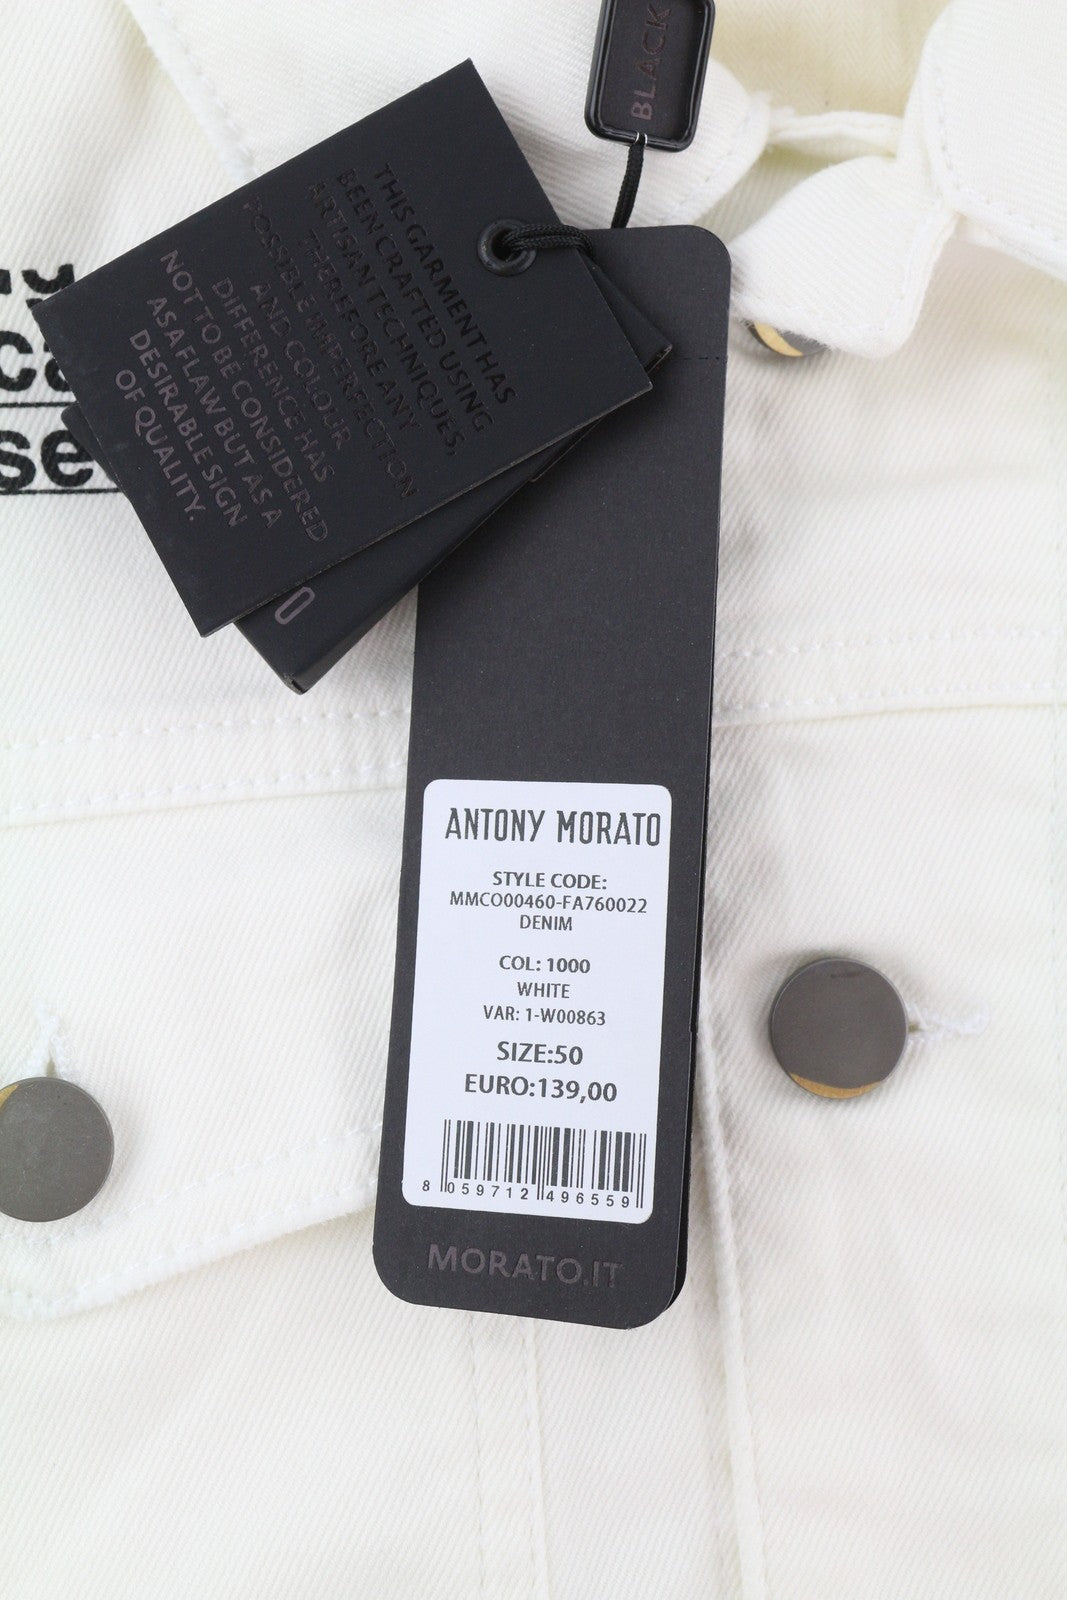 BLACK
THIS GARMENT HAS
BEEN CRAFTED USING
ARTISAN TECHNIQUES,
THEREFORE ANY
POSSIBLE IMPERFECTION
AND COLOUR
DIFFERENCE HAS
NOT TO BE CONSIDERED
AS A FLAW BUT AS A
DESIRABLE SIGN
OF QUALITY.
O
ca
se
ANTONY MORATO
STYLE CODE:
MMCO00460-FA760022
DENIM
COL: 1000
WHITE
VAR: 1-W00863
SIZE:50
EURO:139,00
8 059712 496559
MORATO.IT